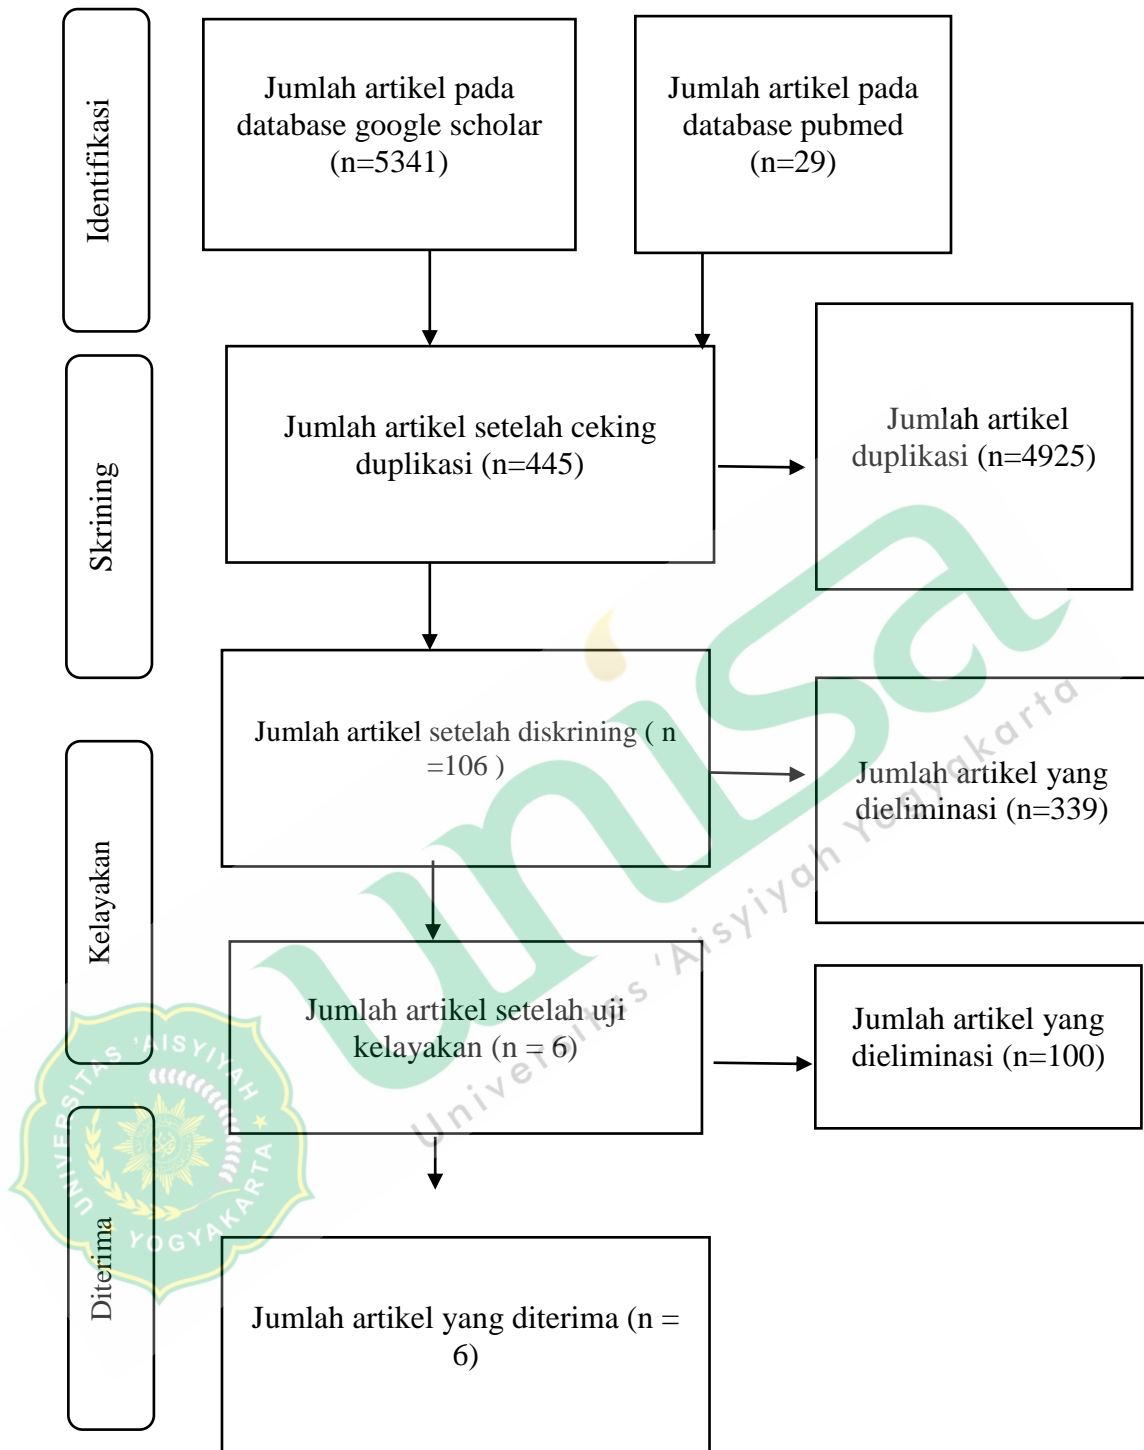 Identifikasi
Jumlah artikel pada
database google scholar
(n=5341)
Jumlah artikel pada
database pubmed
(n=29)
Skrining
Jumlah artikel setelah ceking
duplikasi (n=445)
Jumlah artikel
duplikasi (n=4925)
Kelayakan
Jumlah artikel setelah diskrining ( n
=106 )
Jumlah artikel yang
dieliminasi (n=339)
Jumlah artikel setelah uji
kelayakan (n = 6)
Jumlah artikel yang
dieliminasi (n=100)
Diterima
Jumlah artikel yang diterima (n =
6)
unisa
Universitas 'Aisyiyah Yogyakarta
UNIVERSITAS 'AISYIYAH
YOGYAKARTA